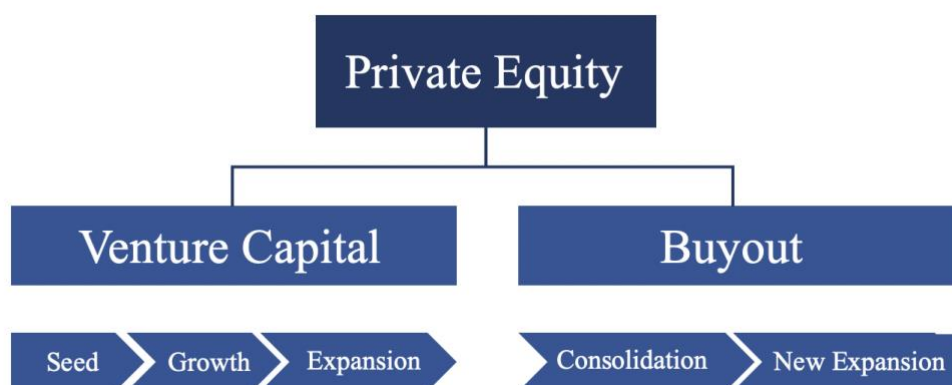 Private Equity
Venture Capital
Buyout
Seed
Growth
Expansion
Consolidation
New Expansion